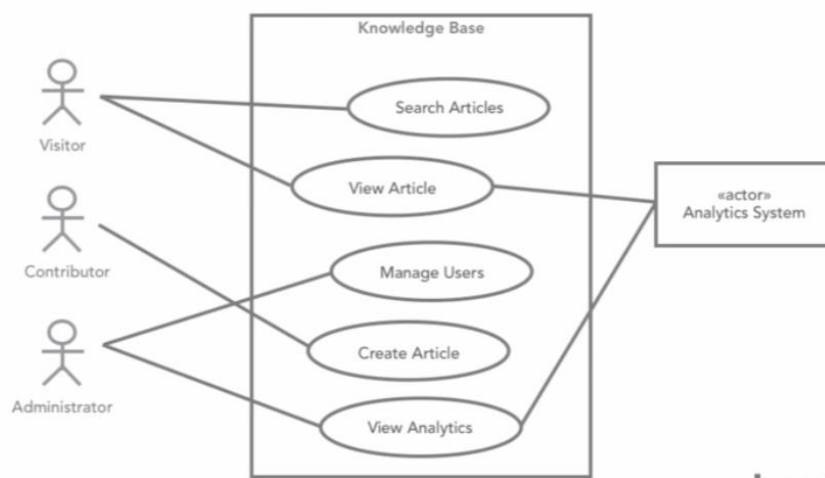 Knowledge Base
Visitor
Search Articles
View Article
«actor»
Analytics System
Contributor
Manage Users
Create Article
Administrator
View Analytics